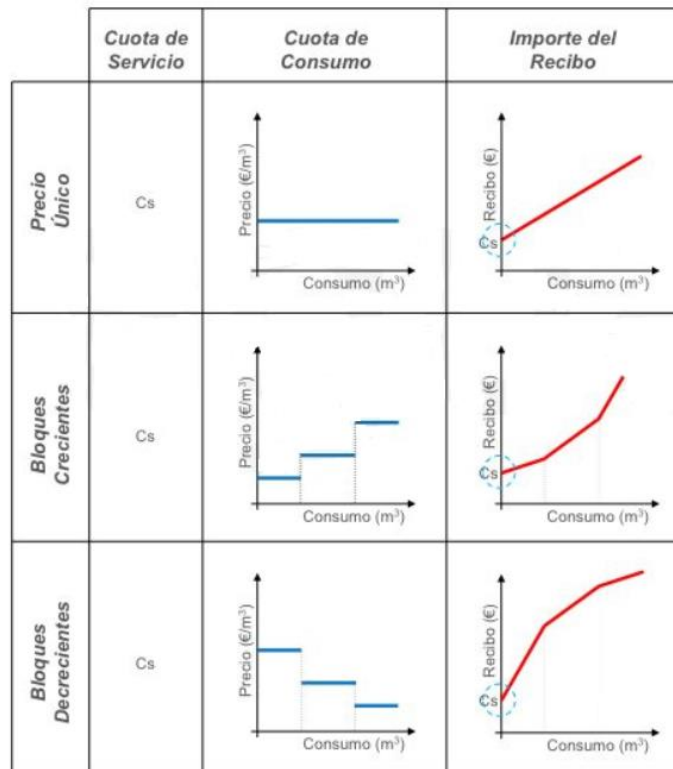 Cuota de
Servicio
Cuota de
Consumo
Importe del
Recibo
Precio
Único
Cs
Precio (€/m³)
Consumo (m³)
Recibo (€)
Cs
Consumo (m³)
Bloques
Crecientes
Cs
Precio (€/m³)
Consumo (m³)
Recibo (€)
Cs
Consumo (m³)
Bloques
Decrecientes
Cs
Precio (€/m³)
Consumo (m³)
Recibo (€)
Cs
Consumo (m³)